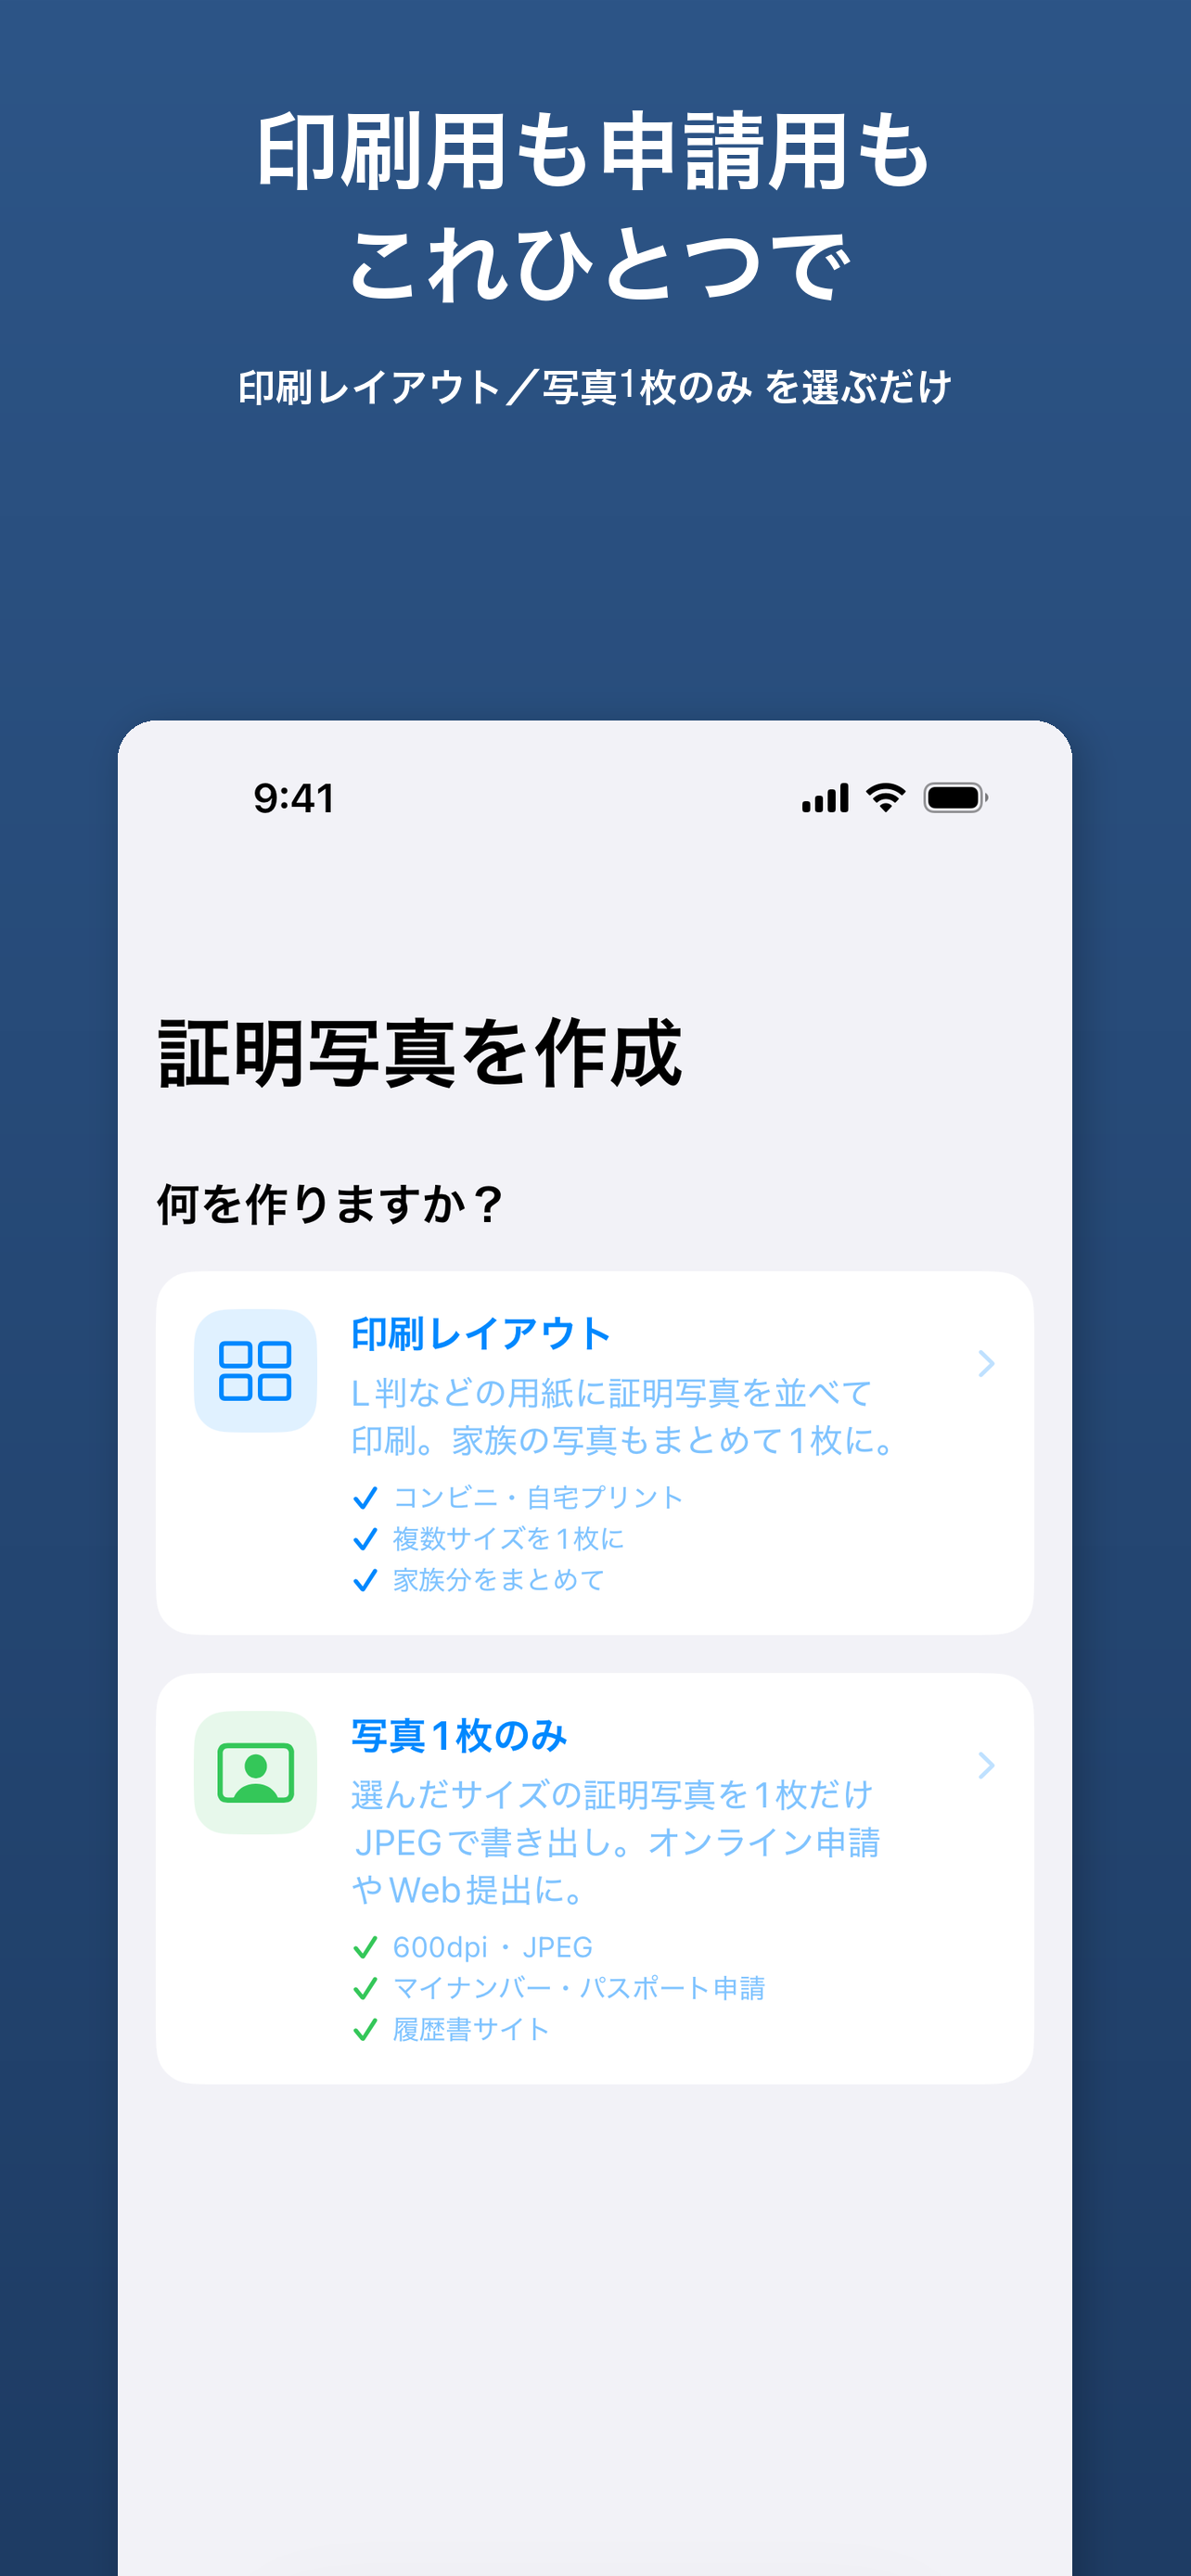 印刷用も申請用も
これひとつで
印刷レイアウト／写真1枚のみ を選ぶだけ
9:41
証明写真を作成
何を作りますか？
印刷レイアウト
L判などの用紙に証明写真を並べて
印刷。家族の写真もまとめて1枚に。
コンビニ・自宅プリント
複数サイズを1枚に
家族分をまとめて
写真1枚のみ
選んだサイズの証明写真を1枚だけ
JPEGで書き出し。オンライン申請
やWeb提出に。
600dpi・JPEG
マイナンバー・パスポート申請
履歴書サイト